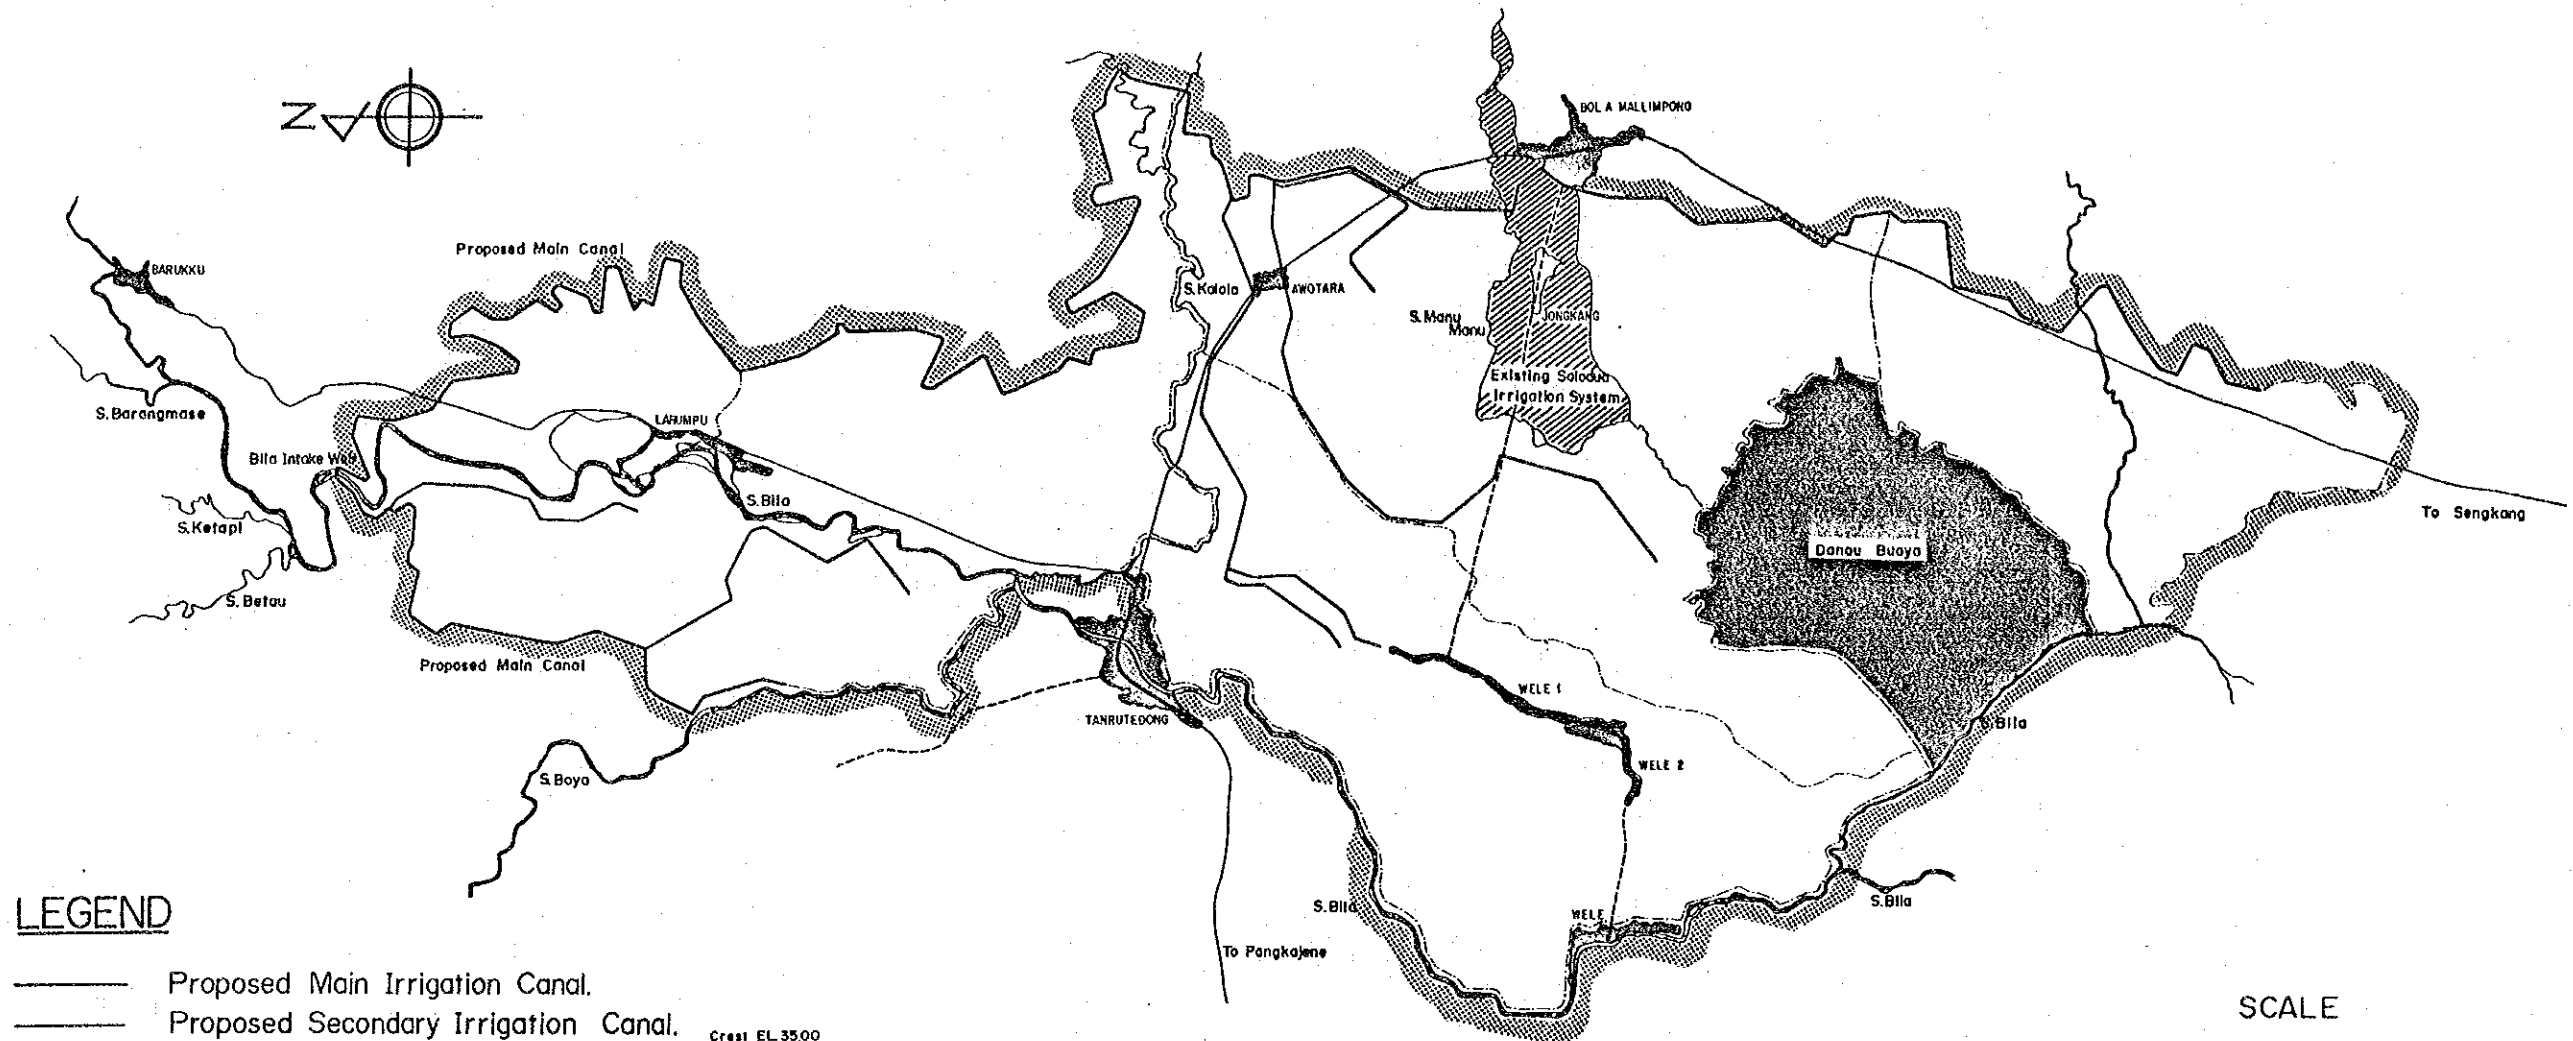 N
BOL A MALLIMPONG
Proposed Main Canal
BARUKKU
S. Kalola
AWOTARA
S. Manu
Manu
JONGKANG
Existing Solodua
Irrigation System
S. Barangmase
LARUMPU
Bila Intake Weir
S. Bila
S. Ketapi
To Sengkang
Danau Buaya
S. Betau
Proposed Main Canal
WELE 1
TANRUTEDONG
S. Bila
WELE 2
S. Boya
S. Bila
WELE
S. Bila
To Pangkajene
LEGEND
Proposed Main Irrigation Canal.
Proposed Secondary Irrigation Canal.
Crest EL. 35.00
SCALE